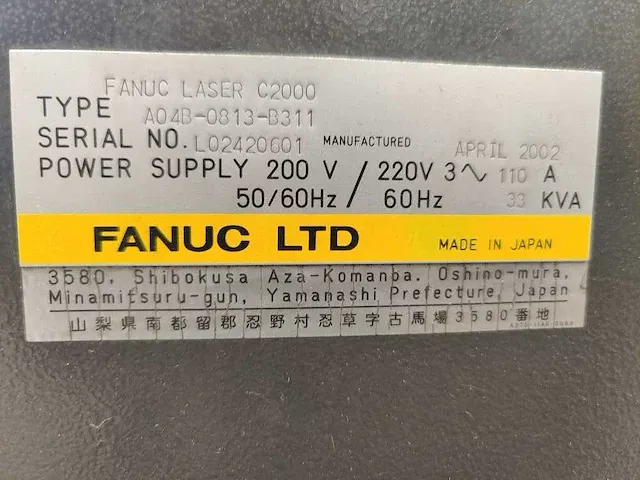 FANUC LASER C2000
TYPE A04B-0813-B311
SERIAL NO. L02420601 MANUFACTURED APRIL 2002
POWER SUPPLY 200 V / 220V 3∿ 110 A
50/60Hz / 60Hz 33 KVA
FANUC LTD MADE IN JAPAN
3580, Shibokusa Aza-Komanba. Oshino-mura,
Minamitsuru-gun, Yamanashi Prefecture, Japan
山梨県南都留郡忍野村忍草字古馬場3580番地